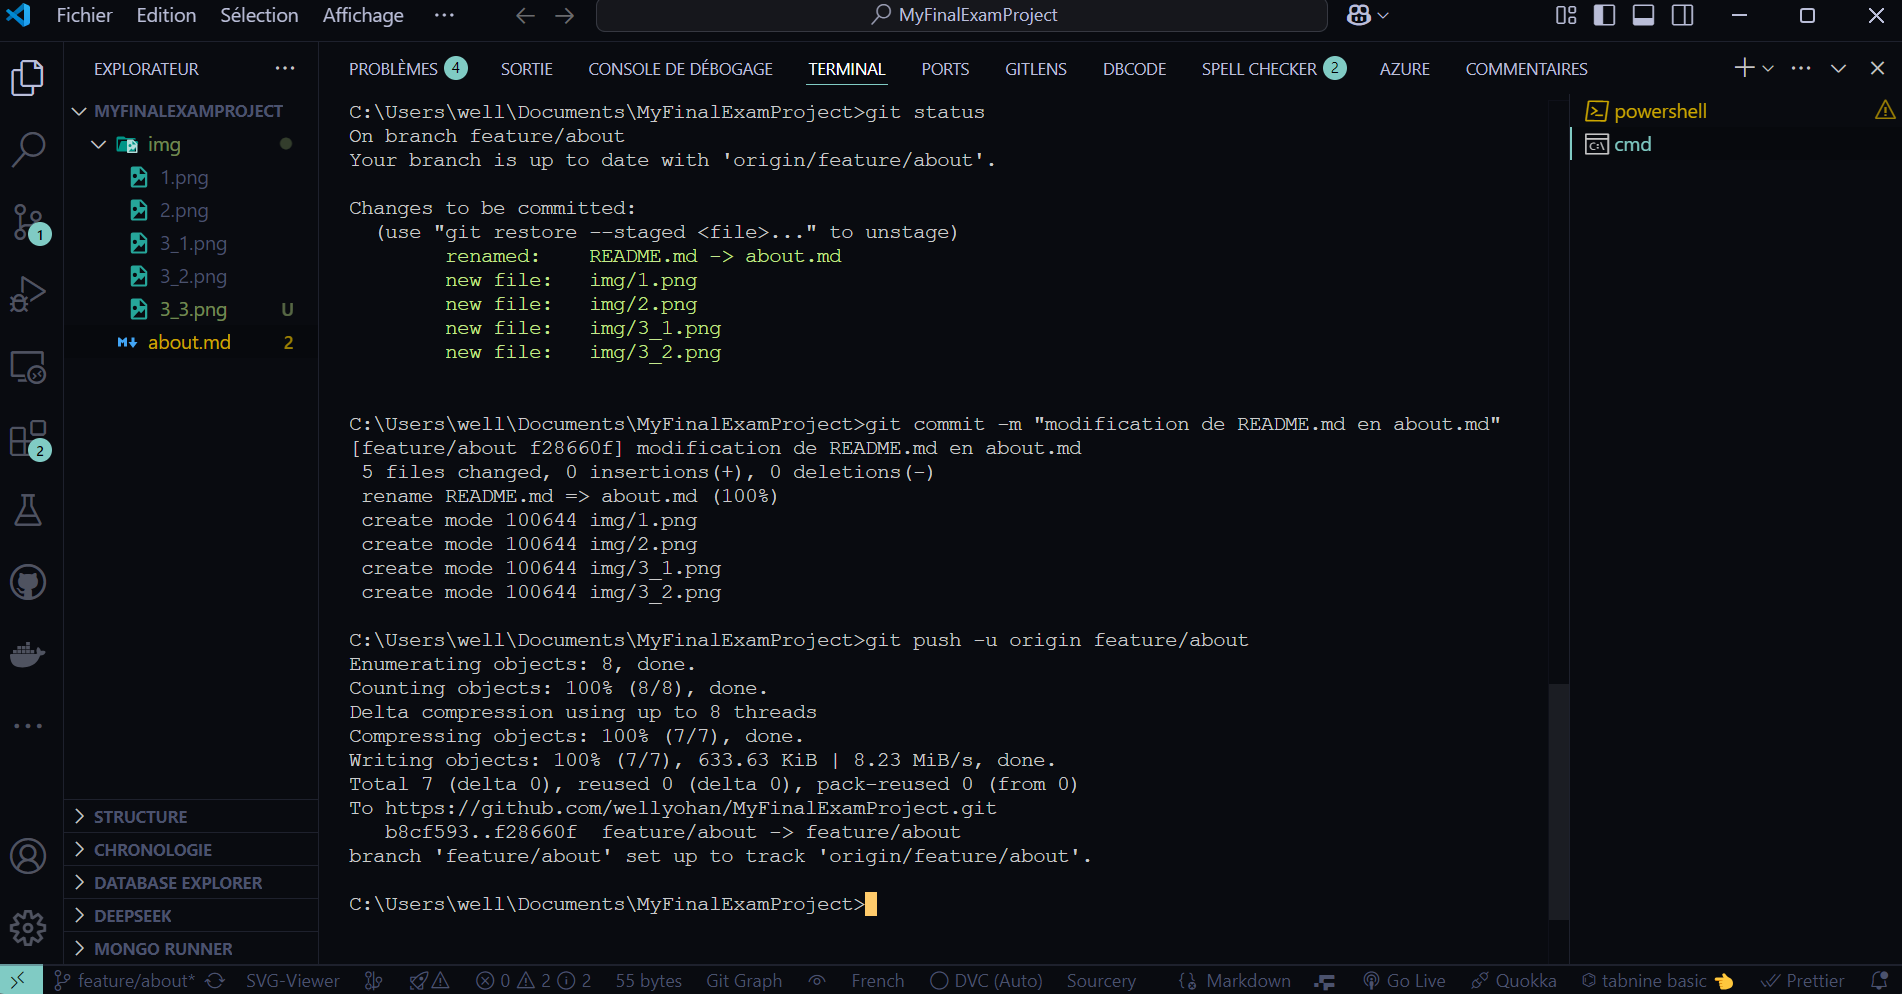 Fichier Edition Sélection Affichage ··· MyFinalExamProject
EXPLORATEUR ···
PROBLÈMES 4 SORTIE CONSOLE DE DÉBOGAGE TERMINAL PORTS GITLENS DBCODE SPELL CHECKER 2 AZURE COMMENTAIRES ···
MYFINALEXAMPROJECT
img
1.png
2.png
3_1.png
3_2.png
3_3.png U
about.md 2
1
2
STRUCTURE
CHRONOLOGIE
DATABASE EXPLORER
DEEPSEEK
MONGO RUNNER
C:\Users\well\Documents\MyFinalExamProject>git status
On branch feature/about
Your branch is up to date with 'origin/feature/about'.
Changes to be committed:
(use "git restore --staged <file>..." to unstage)
renamed: README.md -> about.md
new file: img/1.png
new file: img/2.png
new file: img/3_1.png
new file: img/3_2.png
C:\Users\well\Documents\MyFinalExamProject>git commit -m "modification de README.md en about.md"
[feature/about f28660f] modification de README.md en about.md
5 files changed, 0 insertions(+), 0 deletions(-)
rename README.md => about.md (100%)
create mode 100644 img/1.png
create mode 100644 img/2.png
create mode 100644 img/3_1.png
create mode 100644 img/3_2.png
C:\Users\well\Documents\MyFinalExamProject>git push -u origin feature/about
Enumerating objects: 8, done.
Counting objects: 100% (8/8), done.
Delta compression using up to 8 threads
Compressing objects: 100% (7/7), done.
Writing objects: 100% (7/7), 633.63 KiB | 8.23 MiB/s, done.
Total 7 (delta 0), reused 0 (delta 0), pack-reused 0 (from 0)
To https://github.com/wellyohan/MyFinalExamProject.git
b8cf593..f28660f feature/about -> feature/about
branch 'feature/about' set up to track 'origin/feature/about'.
C:\Users\well\Documents\MyFinalExamProject>
powershell
cmd
feature/about* SVG-Viewer 0 2 2 55 bytes Git Graph French DVC (Auto) Sourcery Markdown Go Live Quokka tabnine basic 👈 Prettier